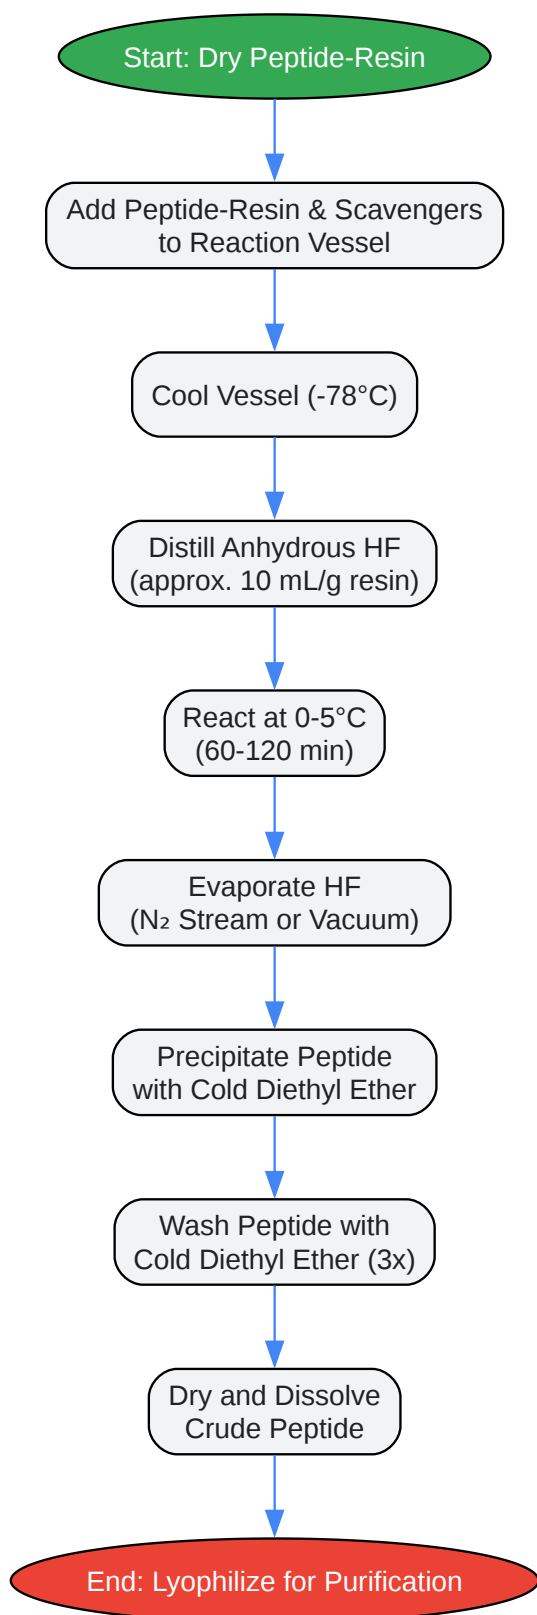 Start: Dry Peptide-Resin
Add Peptide-Resin & Scavengers
to Reaction Vessel
Cool Vessel (-78°C)
Distill Anhydrous HF
(approx. 10 mL/g resin)
React at 0-5°C
(60-120 min)
Evaporate HF
(N₂ Stream or Vacuum)
Precipitate Peptide
with Cold Diethyl Ether
Wash Peptide with
Cold Diethyl Ether (3x)
Dry and Dissolve
Crude Peptide
End: Lyophilize for Purification